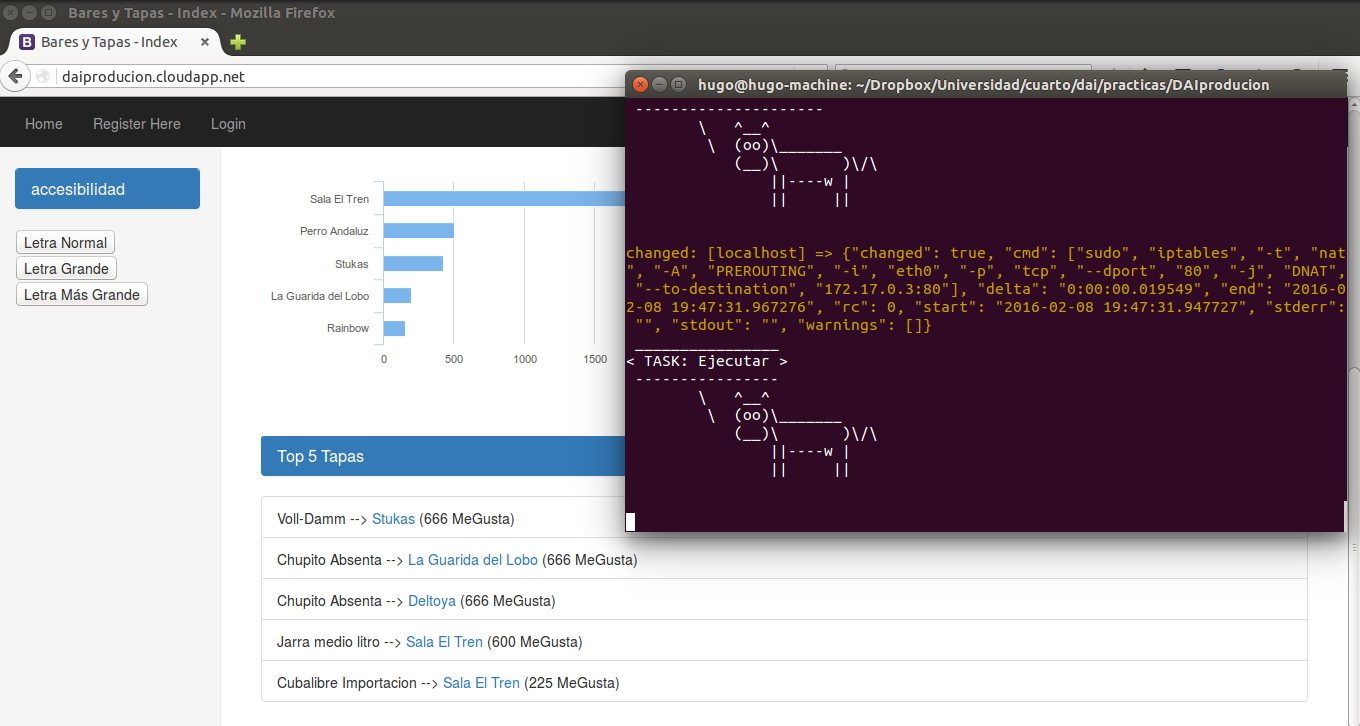 Bares y Tapas - Index - Mozilla Firefox
Bares y Tapas - Index
daiproducion.cloudapp.net
Home Register Here Login
accesibilidad
Letra Normal
Letra Grande
Letra Más Grande
Sala El Tren
Perro Andaluz
Stukas
La Guarida del Lobo
Rainbow
0 500 1000 1500
Top 5 Tapas
Voll-Damm --> Stukas (666 MeGusta)
Chupito Absenta --> La Guarida del Lobo (666 MeGusta)
Chupito Absenta --> Deltoya (666 MeGusta)
Jarra medio litro --> Sala El Tren (600 MeGusta)
Cubalibre Importacion --> Sala El Tren (225 MeGusta)
hugo@hugo-machine: ~/Dropbox/Universidad/cuarto/dai/practicas/DAIproducion
 ---------------------
        \   ^__^
         \  (oo)\_______
            (__)\       )\/\
                ||----w |
                ||     ||
changed: [localhost] => {"changed": true, "cmd": ["sudo", "iptables", "-t", "nat
", "-A", "PREROUTING", "-i", "eth0", "-p", "tcp", "--dport", "80", "-j", "DNAT",
 "--to-destination", "172.17.0.3:80"], "delta": "0:00:00.019549", "end": "2016-0
2-08 19:47:31.967276", "rc": 0, "start": "2016-02-08 19:47:31.947727", "stderr":
 "", "stdout": "", "warnings": []}
 ________________
< TASK: Ejecutar >
 ----------------
        \   ^__^
         \  (oo)\_______
            (__)\       )\/\
                ||----w |
                ||     ||